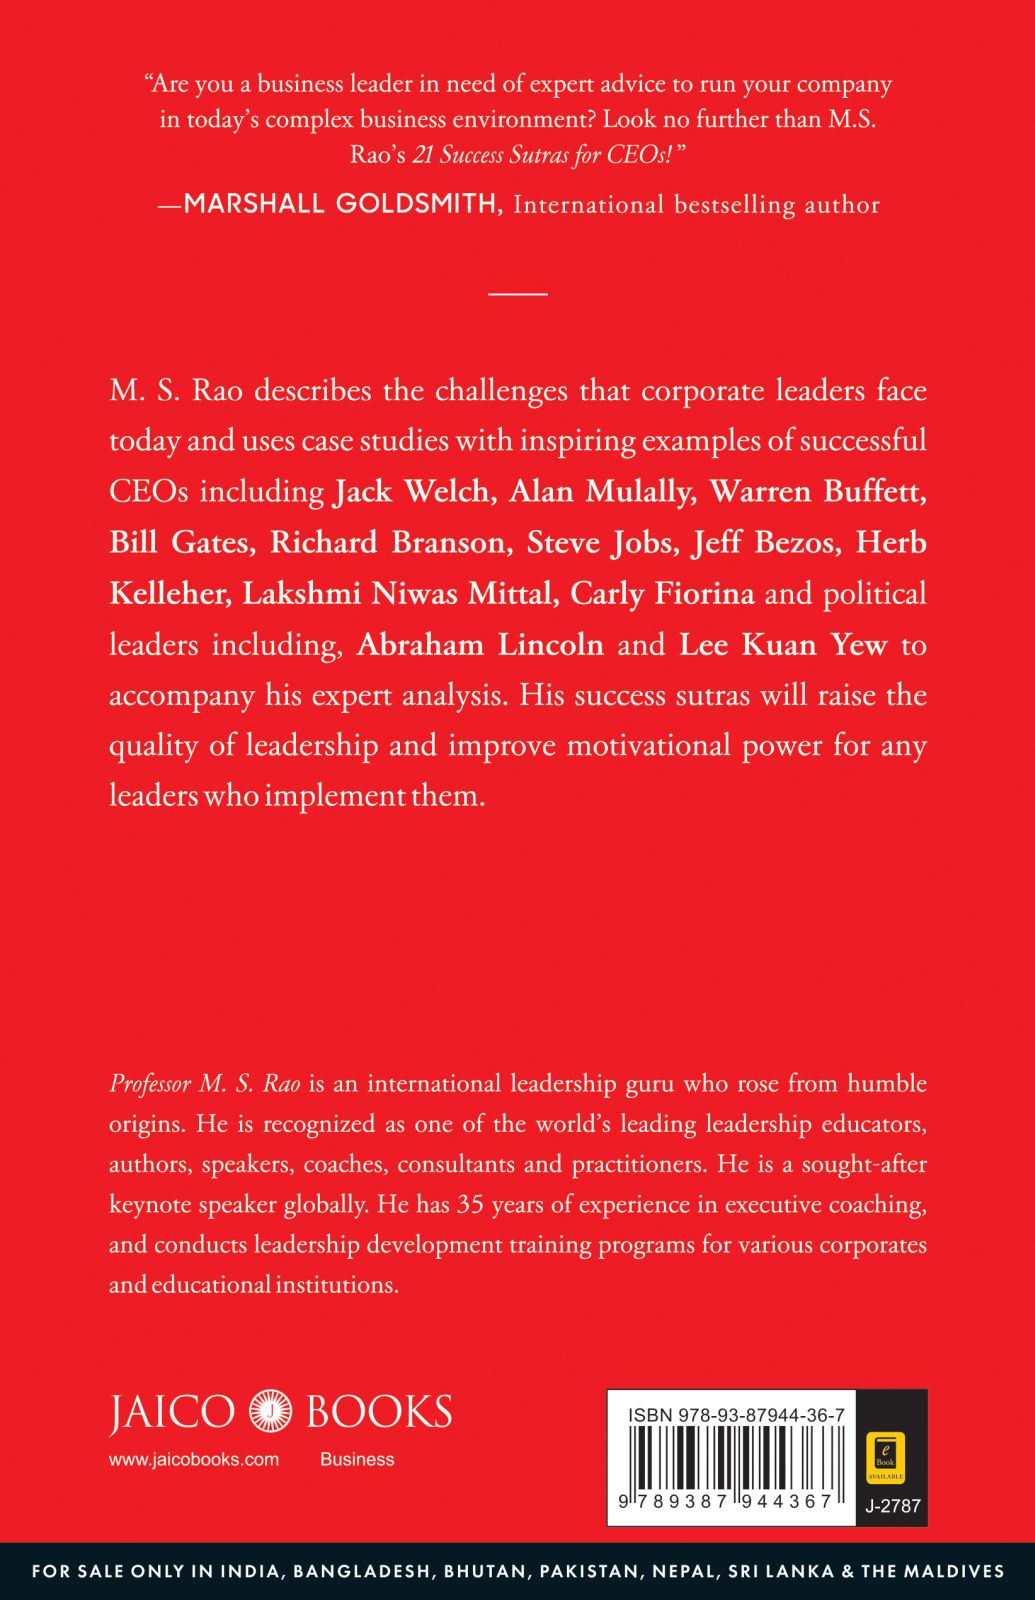 “Are you a business leader in need of expert advice to run your company
in today’s complex business environment? Look no further than M.S.
Rao’s 21 Success Sutras for CEOs!”
—MARSHALL GOLDSMITH, International bestselling author
M. S. Rao describes the challenges that corporate leaders face
today and uses case studies with inspiring examples of successful
CEOs including Jack Welch, Alan Mulally, Warren Buffett,
Bill Gates, Richard Branson, Steve Jobs, Jeff Bezos, Herb
Kelleher, Lakshmi Niwas Mittal, Carly Fiorina and political
leaders including, Abraham Lincoln and Lee Kuan Yew to
accompany his expert analysis. His success sutras will raise the
quality of leadership and improve motivational power for any
leaders who implement them.
Professor M. S. Rao is an international leadership guru who rose from humble
origins. He is recognized as one of the world’s leading leadership educators,
authors, speakers, coaches, consultants and practitioners. He is a sought-after
keynote speaker globally. He has 35 years of experience in executive coaching,
and conducts leadership development training programs for various corporates
and educational institutions.
JAICO J BOOKS
www.jaicobooks.com Business
ISBN 978-93-87944-36-7
9 789387 944367
e
Book
AVAILABLE
J-2787
FOR SALE ONLY IN INDIA, BANGLADESH, BHUTAN, PAKISTAN, NEPAL, SRI LANKA & THE MALDIVES